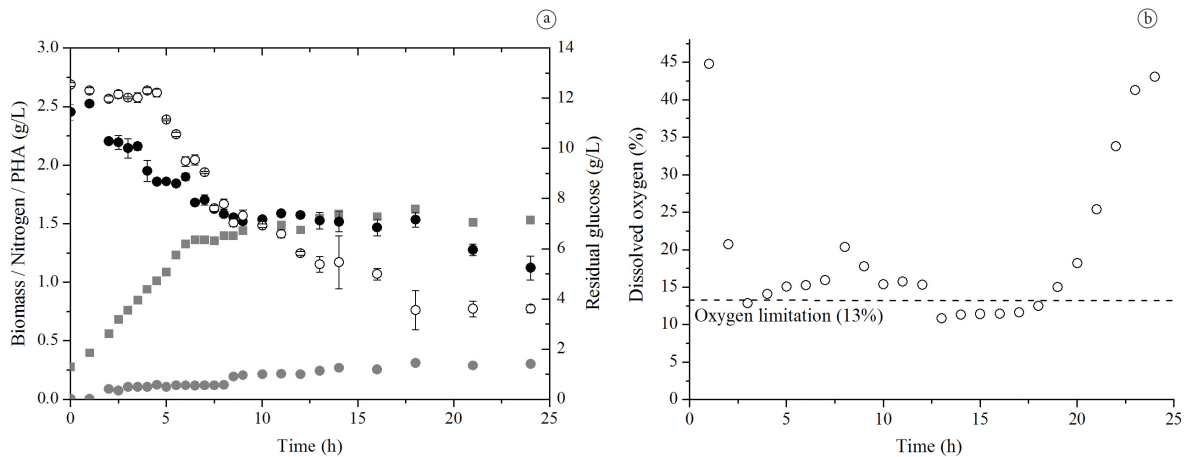 a
3.0
2.5
2.0
1.5
1.0
0.5
0.0
Biomass / Nitrogen / PHA (g/L)
14
12
10
8
6
4
2
0
Residual glucose (g/L)
0 5 10 15 20 25
Time (h)
b
45
40
35
30
25
20
15
10
5
0
Dissolved oxygen (%)
Oxygen limitation (13%)
0 5 10 15 20 25
Time (h)